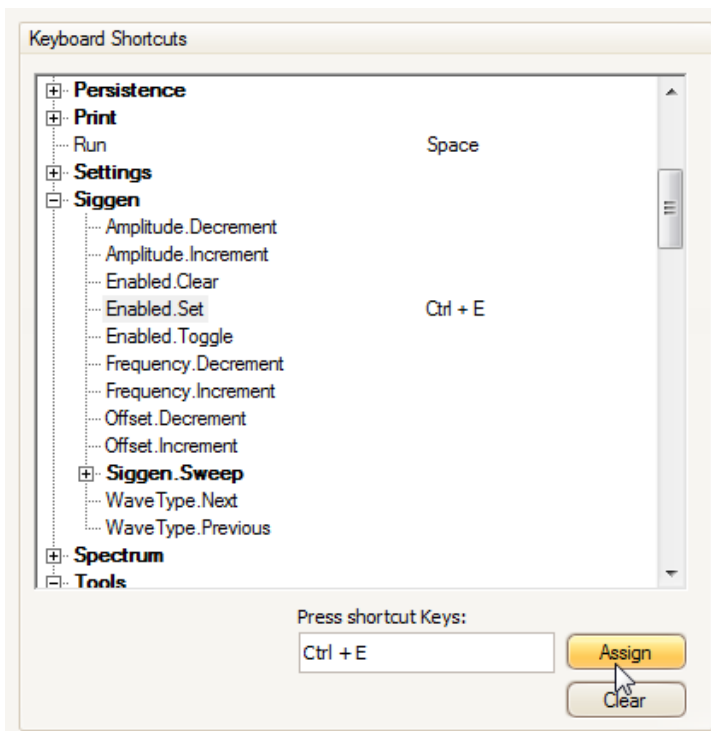 Keyboard Shortcuts
Persistence
Print
Run Space
Settings
Siggen
Amplitude.Decrement
Amplitude.Increment
Enabled.Clear
Enabled.Set Ctrl + E
Enabled.Toggle
Frequency.Decrement
Frequency.Increment
Offset.Decrement
Offset.Increment
Siggen.Sweep
WaveType.Next
WaveType.Previous
Spectrum
Tools
Press shortcut Keys:
Ctrl + E Assign
Clear